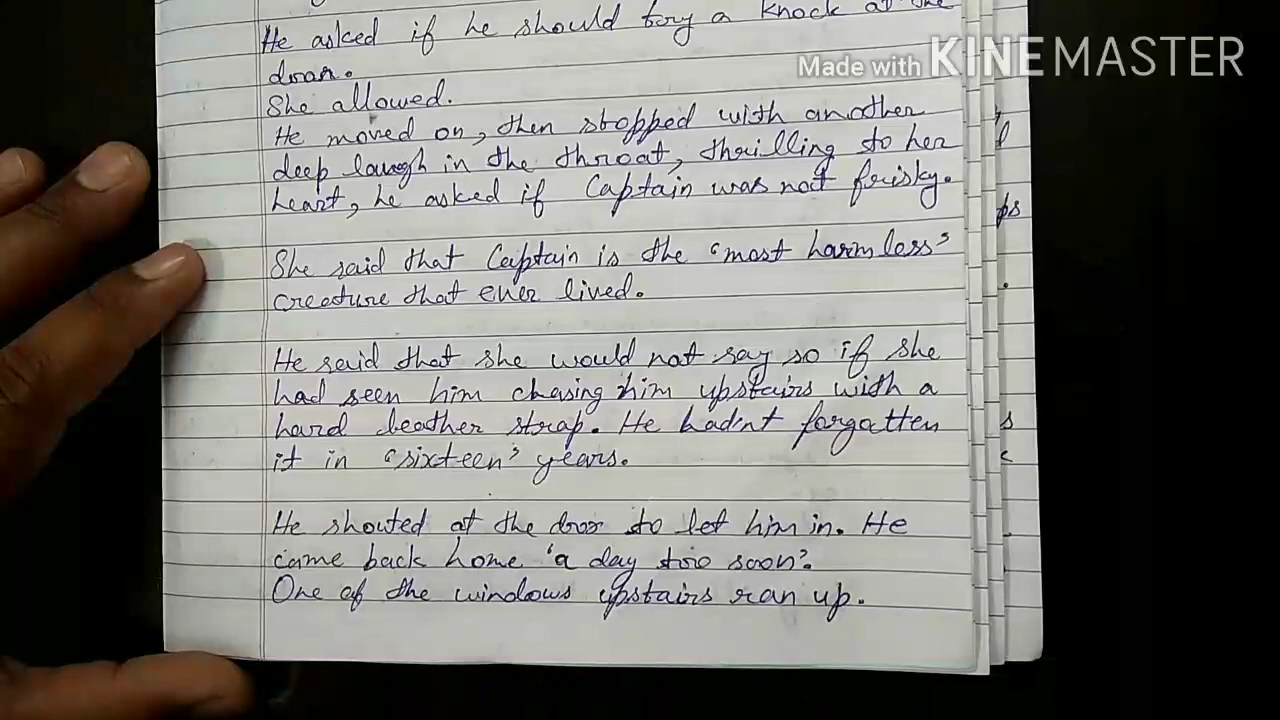 He asked if he should try a knock at the
door.
She allowed.
He moved on, then stopped with another
deep laugh in the throat, thrilling to her
heart, he asked if Captain was not frisky.
She said that Captain is the 'most harmless'
creature that ever lived.
He said that she would not say so if she
had seen him chasing him upstairs with a
hard leather strap. He hadn't forgotten
it in 'sixteen' years.
He shouted at the door to let him in. He
came back home 'a day too soon'.
One of the windows upstairs ran up.
Made with KINEMASTER